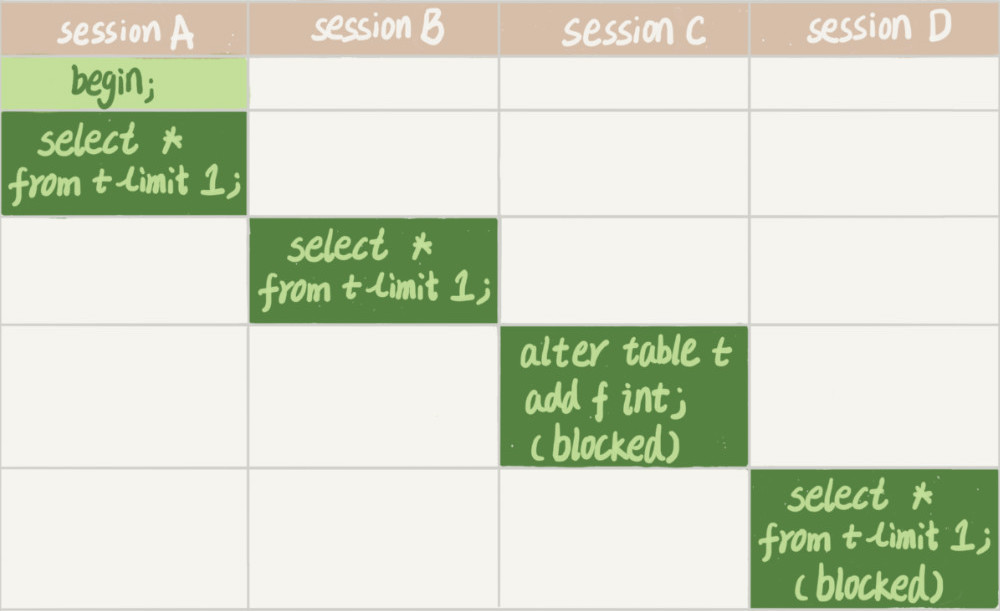 session A
session B
session C
session D
begin;
select *
from t limit 1;
select *
from t limit 1;
alter table t
add f int;
(blocked)
select *
from t limit 1;
(blocked)